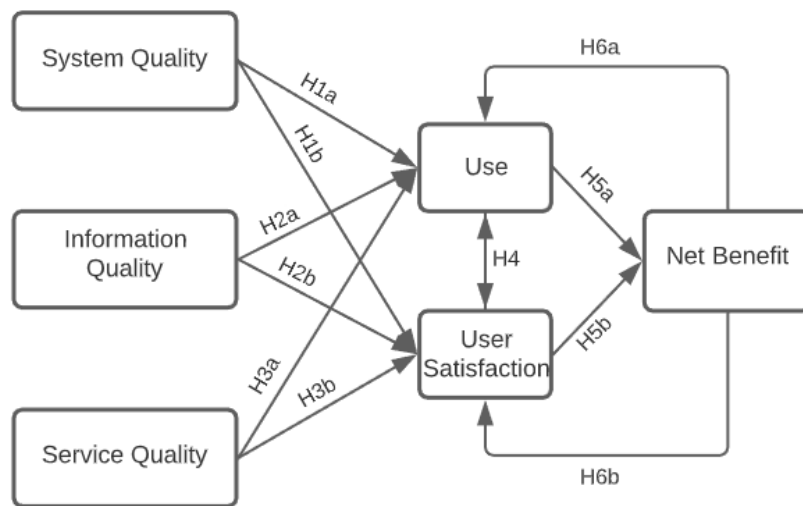 System Quality
H6a
H1a
H1b
Use
H5a
H2a
Information
Quality
H2b
H4
Net Benefit
User
Satisfaction
H5b
H3a
H3b
Service Quality
H6b